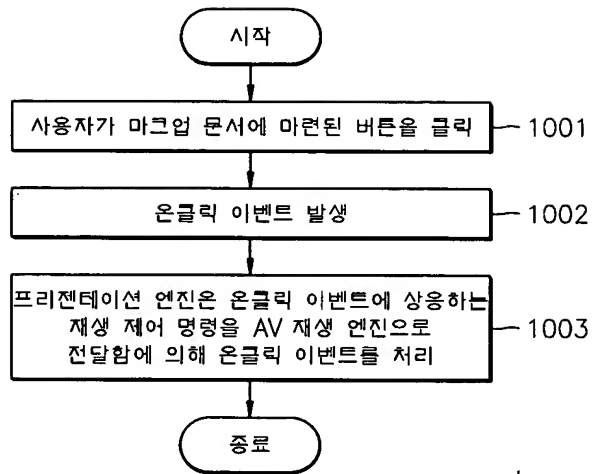 시작
사용자가 마크업 문서에 마련된 버튼을 클릭
1001
온클릭 이벤트 발생
1002
프리젠테이션 엔진은 온클릭 이벤트에 상응하는
재생 제어 명령을 AV 재생 엔진으로
전달함에 의해 온클릭 이벤트를 처리
1003
종료